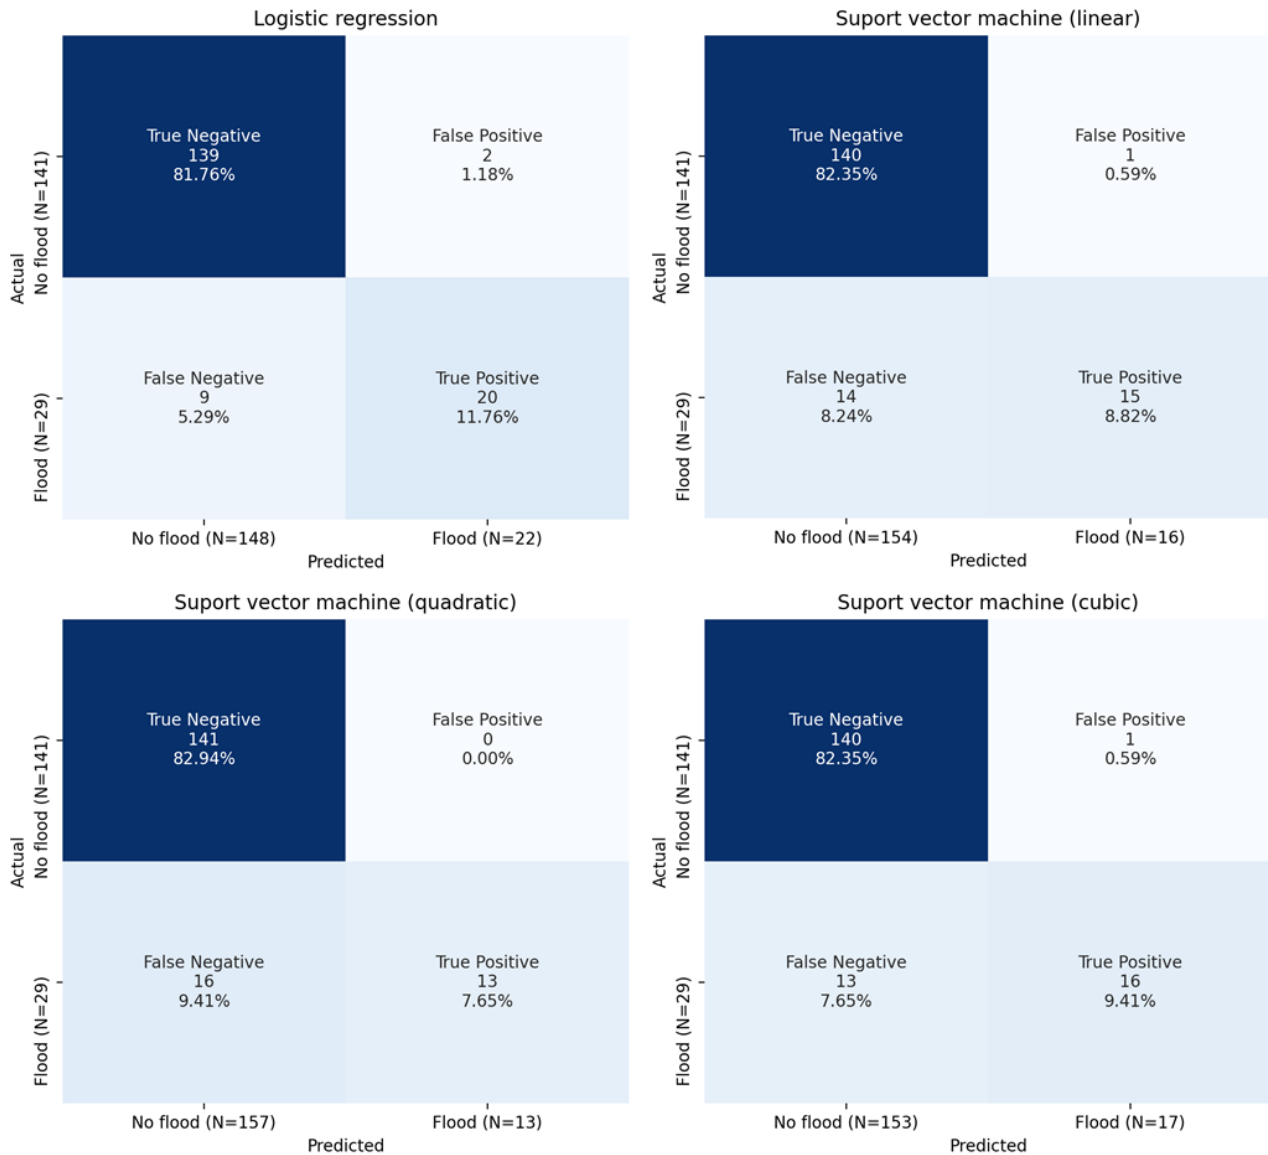 Logistic regression
Actual
No flood (N=141)
Flood (N=29)
True Negative
139
81.76%
False Positive
2
1.18%
False Negative
9
5.29%
True Positive
20
11.76%
No flood (N=148)
Flood (N=22)
Predicted
Suport vector machine (linear)
Actual
No flood (N=141)
Flood (N=29)
True Negative
140
82.35%
False Positive
1
0.59%
False Negative
14
8.24%
True Positive
15
8.82%
No flood (N=154)
Flood (N=16)
Predicted
Suport vector machine (quadratic)
Actual
No flood (N=141)
Flood (N=29)
True Negative
141
82.94%
False Positive
0
0.00%
False Negative
16
9.41%
True Positive
13
7.65%
No flood (N=157)
Flood (N=13)
Predicted
Suport vector machine (cubic)
Actual
No flood (N=141)
Flood (N=29)
True Negative
140
82.35%
False Positive
1
0.59%
False Negative
13
7.65%
True Positive
16
9.41%
No flood (N=153)
Flood (N=17)
Predicted